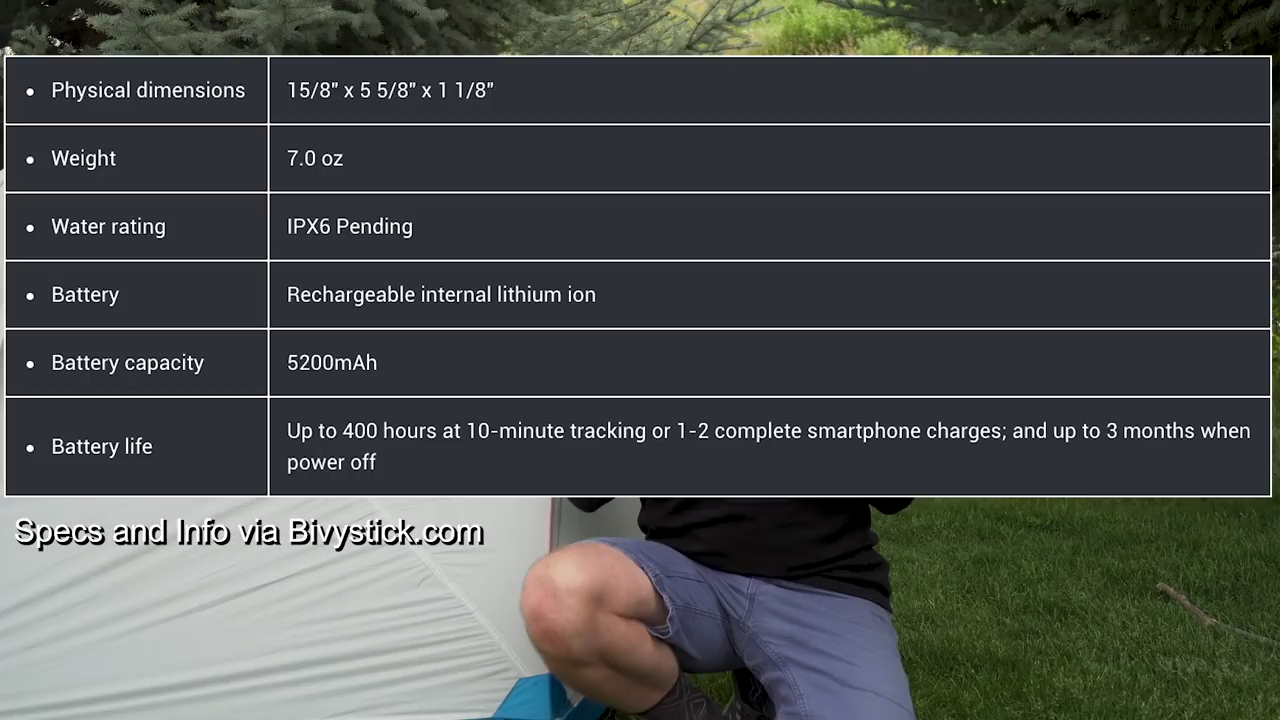 Physical dimensions 15/8" x 5 5/8" x 1 1/8"
Weight 7.0 oz
Water rating IPX6 Pending
Battery Rechargeable internal lithium ion
Battery capacity 5200mAh
Battery life Up to 400 hours at 10-minute tracking or 1-2 complete smartphone charges; and up to 3 months when
power off
Specs and Info via Bivystick.com